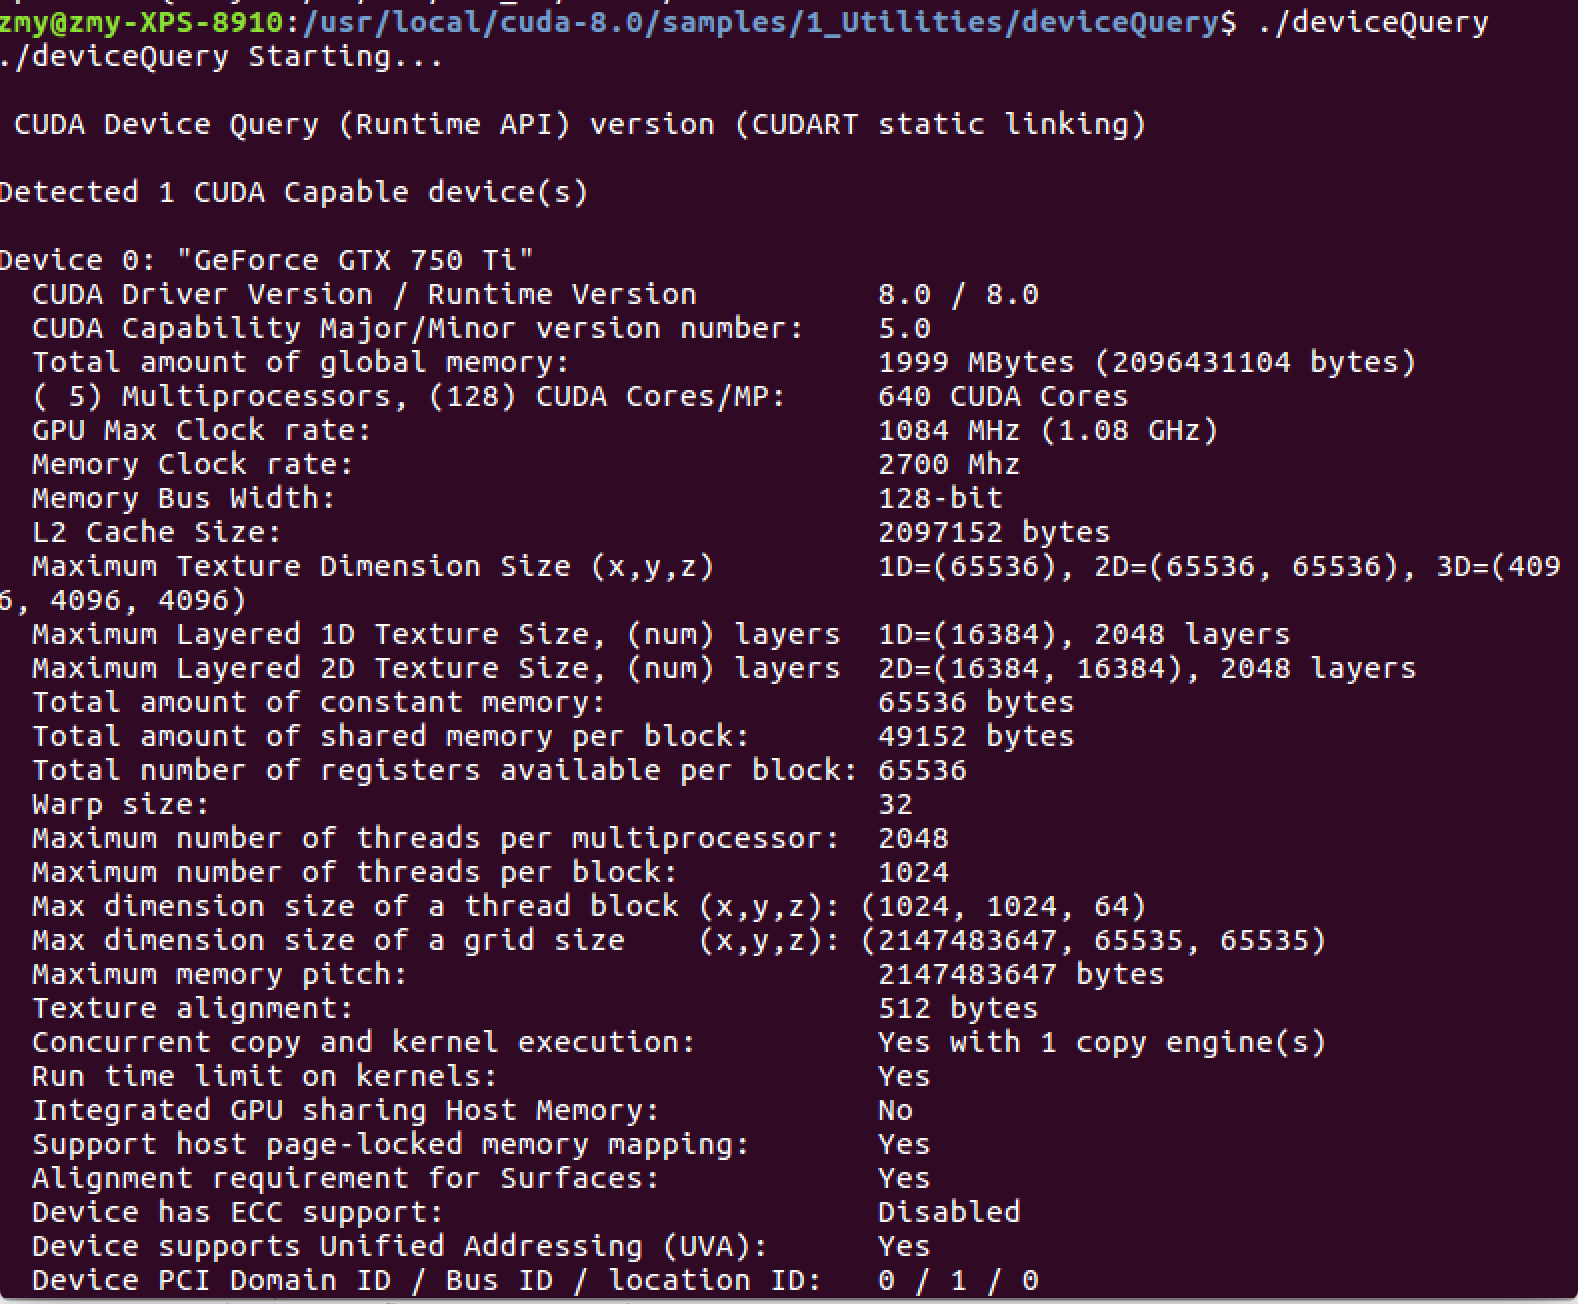 zmy@zmy-XPS-8910:/usr/local/cuda-8.0/samples/1_Utilities/deviceQuery$ ./deviceQuery
./deviceQuery Starting...
CUDA Device Query (Runtime API) version (CUDART static linking)
Detected 1 CUDA Capable device(s)
Device 0: "GeForce GTX 750 Ti"
CUDA Driver Version / Runtime Version 8.0 / 8.0
CUDA Capability Major/Minor version number: 5.0
Total amount of global memory: 1999 MBytes (2096431104 bytes)
( 5) Multiprocessors, (128) CUDA Cores/MP: 640 CUDA Cores
GPU Max Clock rate: 1084 MHz (1.08 GHz)
Memory Clock rate: 2700 Mhz
Memory Bus Width: 128-bit
L2 Cache Size: 2097152 bytes
Maximum Texture Dimension Size (x,y,z) 1D=(65536), 2D=(65536, 65536), 3D=(409
6, 4096, 4096)
Maximum Layered 1D Texture Size, (num) layers 1D=(16384), 2048 layers
Maximum Layered 2D Texture Size, (num) layers 2D=(16384, 16384), 2048 layers
Total amount of constant memory: 65536 bytes
Total amount of shared memory per block: 49152 bytes
Total number of registers available per block: 65536
Warp size: 32
Maximum number of threads per multiprocessor: 2048
Maximum number of threads per block: 1024
Max dimension size of a thread block (x,y,z): (1024, 1024, 64)
Max dimension size of a grid size (x,y,z): (2147483647, 65535, 65535)
Maximum memory pitch: 2147483647 bytes
Texture alignment: 512 bytes
Concurrent copy and kernel execution: Yes with 1 copy engine(s)
Run time limit on kernels: Yes
Integrated GPU sharing Host Memory: No
Support host page-locked memory mapping: Yes
Alignment requirement for Surfaces: Yes
Device has ECC support: Disabled
Device supports Unified Addressing (UVA): Yes
Device PCI Domain ID / Bus ID / location ID: 0 / 1 / 0